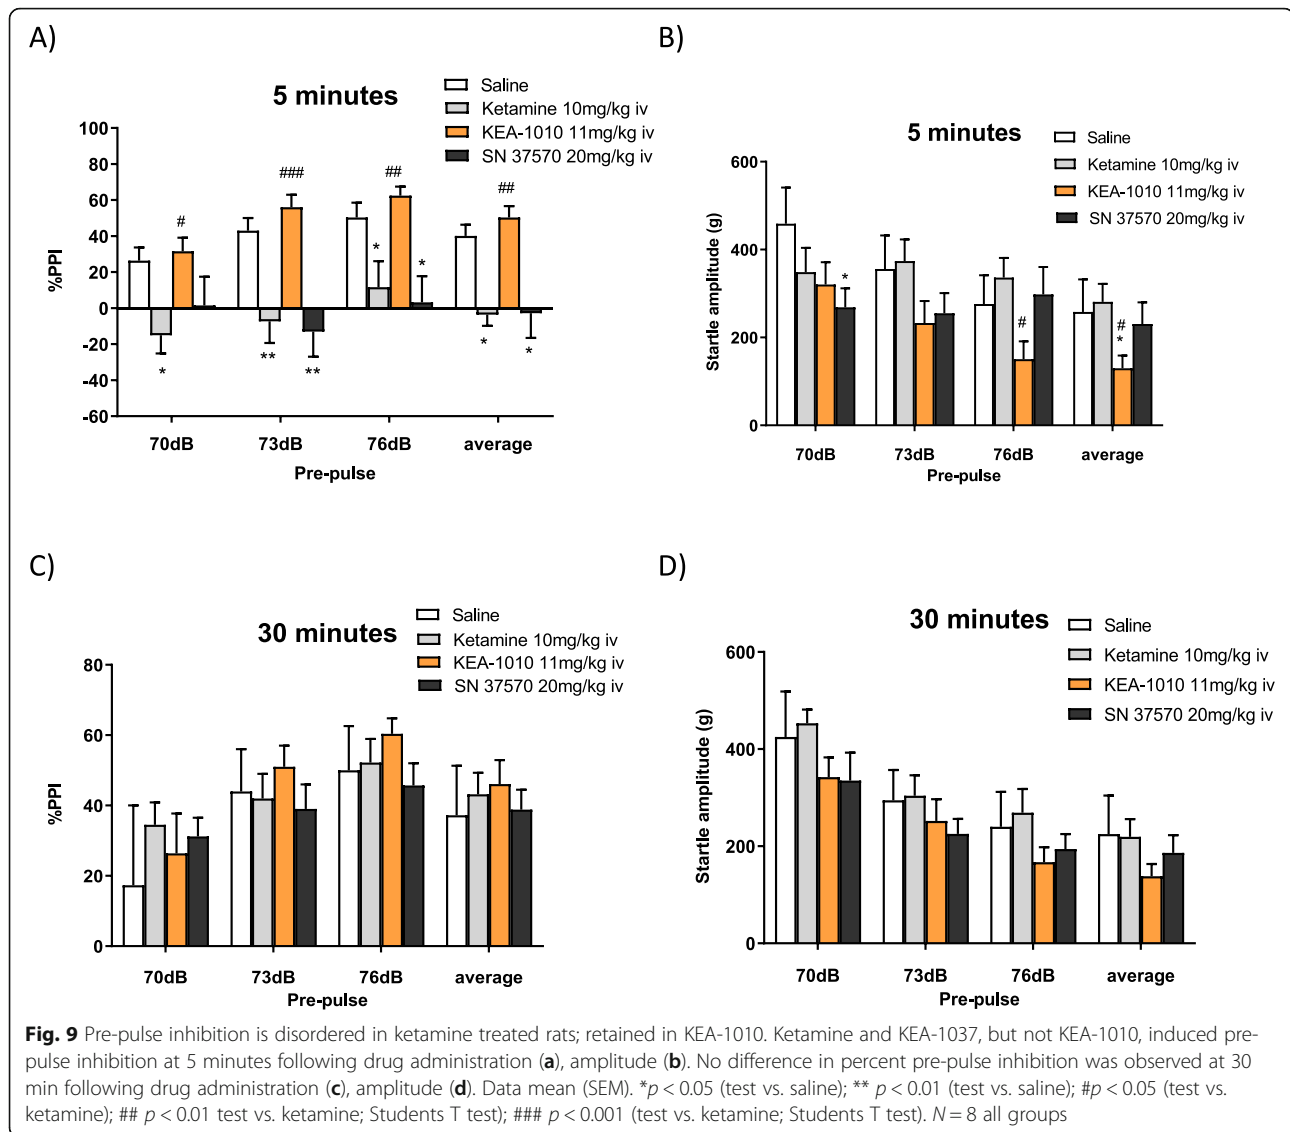 A)
5 minutes
Saline
Ketamine 10mg/kg iv
KEA-1010 11mg/kg iv
SN 37570 20mg/kg iv
%PPI
100
80
60
40
20
0
-20
-40
-60
#
###
##
##
*
*
*
**
**
*
*
70dB 73dB 76dB average
Pre-pulse
B)
5 minutes
Saline
Ketamine 10mg/kg iv
KEA-1010 11mg/kg iv
SN 37570 20mg/kg iv
Startle amplitude (g)
600
400
200
0
*
#
#
*
70dB 73dB 76dB average
Pre-pulse
C)
30 minutes
Saline
Ketamine 10mg/kg iv
KEA-1010 11mg/kg iv
SN 37570 20mg/kg iv
%PPI
80
60
40
20
0
70dB 73dB 76dB average
Pre-pulse
D)
30 minutes
Saline
Ketamine 10mg/kg iv
KEA-1010 11mg/kg iv
SN 37570 20mg/kg iv
Startle amplitude (g)
600
400
200
0
70dB 73dB 76dB average
Pre-pulse
Fig. 9 Pre-pulse inhibition is disordered in ketamine treated rats; retained in KEA-1010. Ketamine and KEA-1037, but not KEA-1010, induced pre-
pulse inhibition at 5 minutes following drug administration (a), amplitude (b). No difference in percent pre-pulse inhibition was observed at 30
min following drug administration (c), amplitude (d). Data mean (SEM). *p < 0.05 (test vs. saline); ** p < 0.01 (test vs. saline); #p < 0.05 (test vs.
ketamine); ## p < 0.01 test vs. ketamine; Students T test); ### p < 0.001 (test vs. ketamine; Students T test). N = 8 all groups